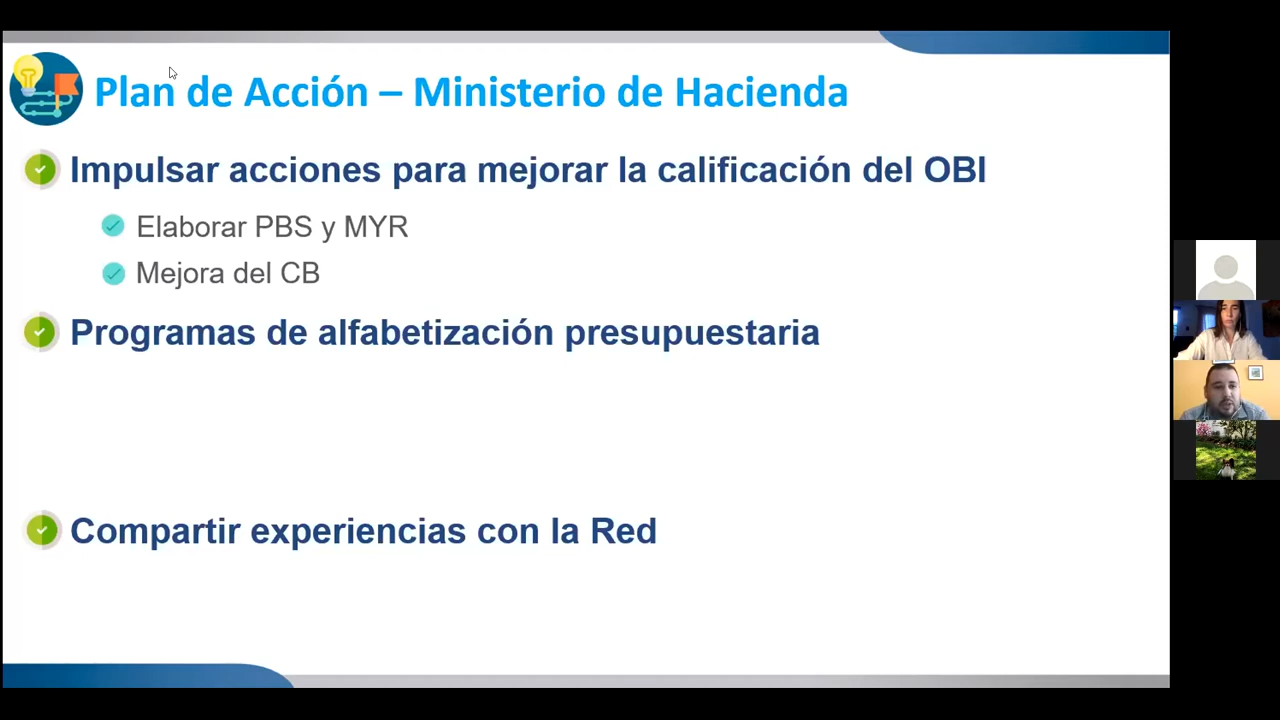 Plan de Acción – Ministerio de Hacienda
Impulsar acciones para mejorar la calificación del OBI
Elaborar PBS y MYR
Mejora del CB
Programas de alfabetización presupuestaria
Compartir experiencias con la Red